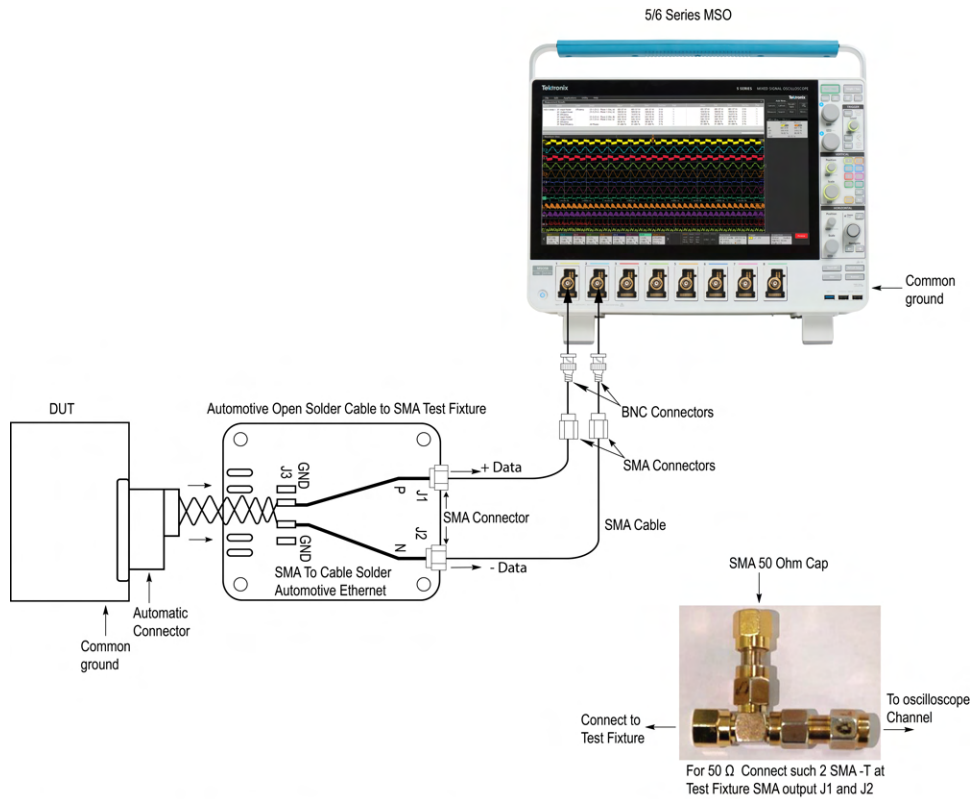 5/6 Series MSO
Tektronix
Tektronix
Common
ground
BNC Connectors
SMA Connectors
DUT
Automotive Open Solder Cable to SMA Test Fixture
+ Data
GND
J3
P
J1
SMA Connector
SMA Cable
J2
GND
N
- Data
SMA To Cable Solder
Automotive Ethernet
Automatic
Connector
Common
ground
SMA 50 Ohm Cap
To oscilloscope
Channel
Connect to
Test Fixture
For 50 Ω Connect such 2 SMA -T at
Test Fixture SMA output J1 and J2